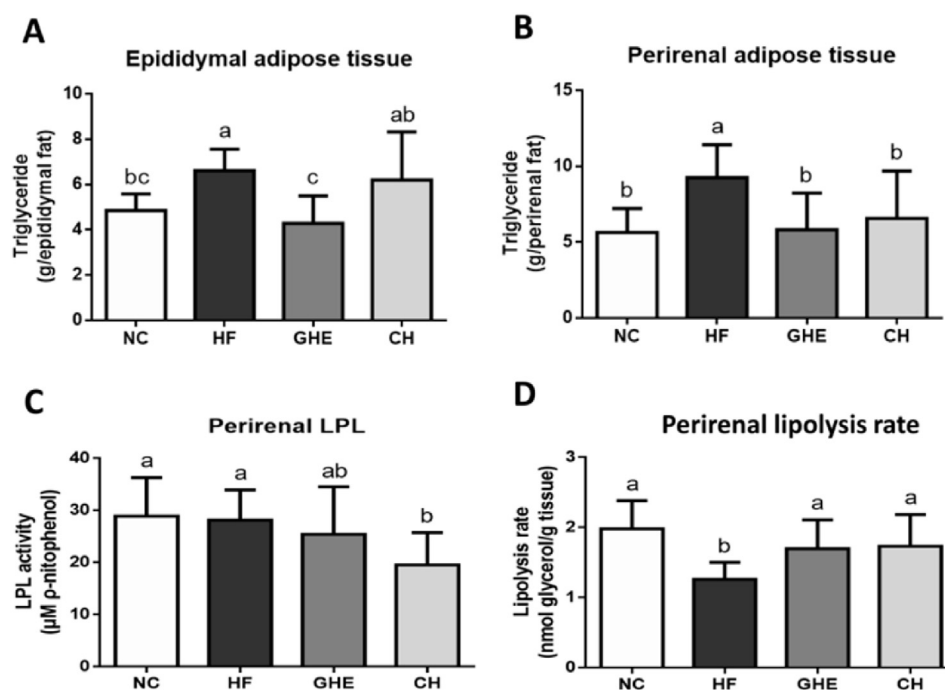 A
Epididymal adipose tissue
Triglyceride
(g/epididymal fat)
10
8
6
4
2
0
bc
a
c
ab
NC HF GHE CH
B
Perirenal adipose tissue
Triglyceride
(g/perirenal fat)
15
10
5
0
b
a
b
b
NC HF GHE CH
C
Perirenal LPL
LPL activity
(μM ρ-nitophenol)
40
30
20
10
0
a
a
ab
b
NC HF GHE CH
D
Perirenal lipolysis rate
Lipolysis rate
(nmol glycerol/g tissue)
3
2
1
0
a
b
a
a
NC HF GHE CH